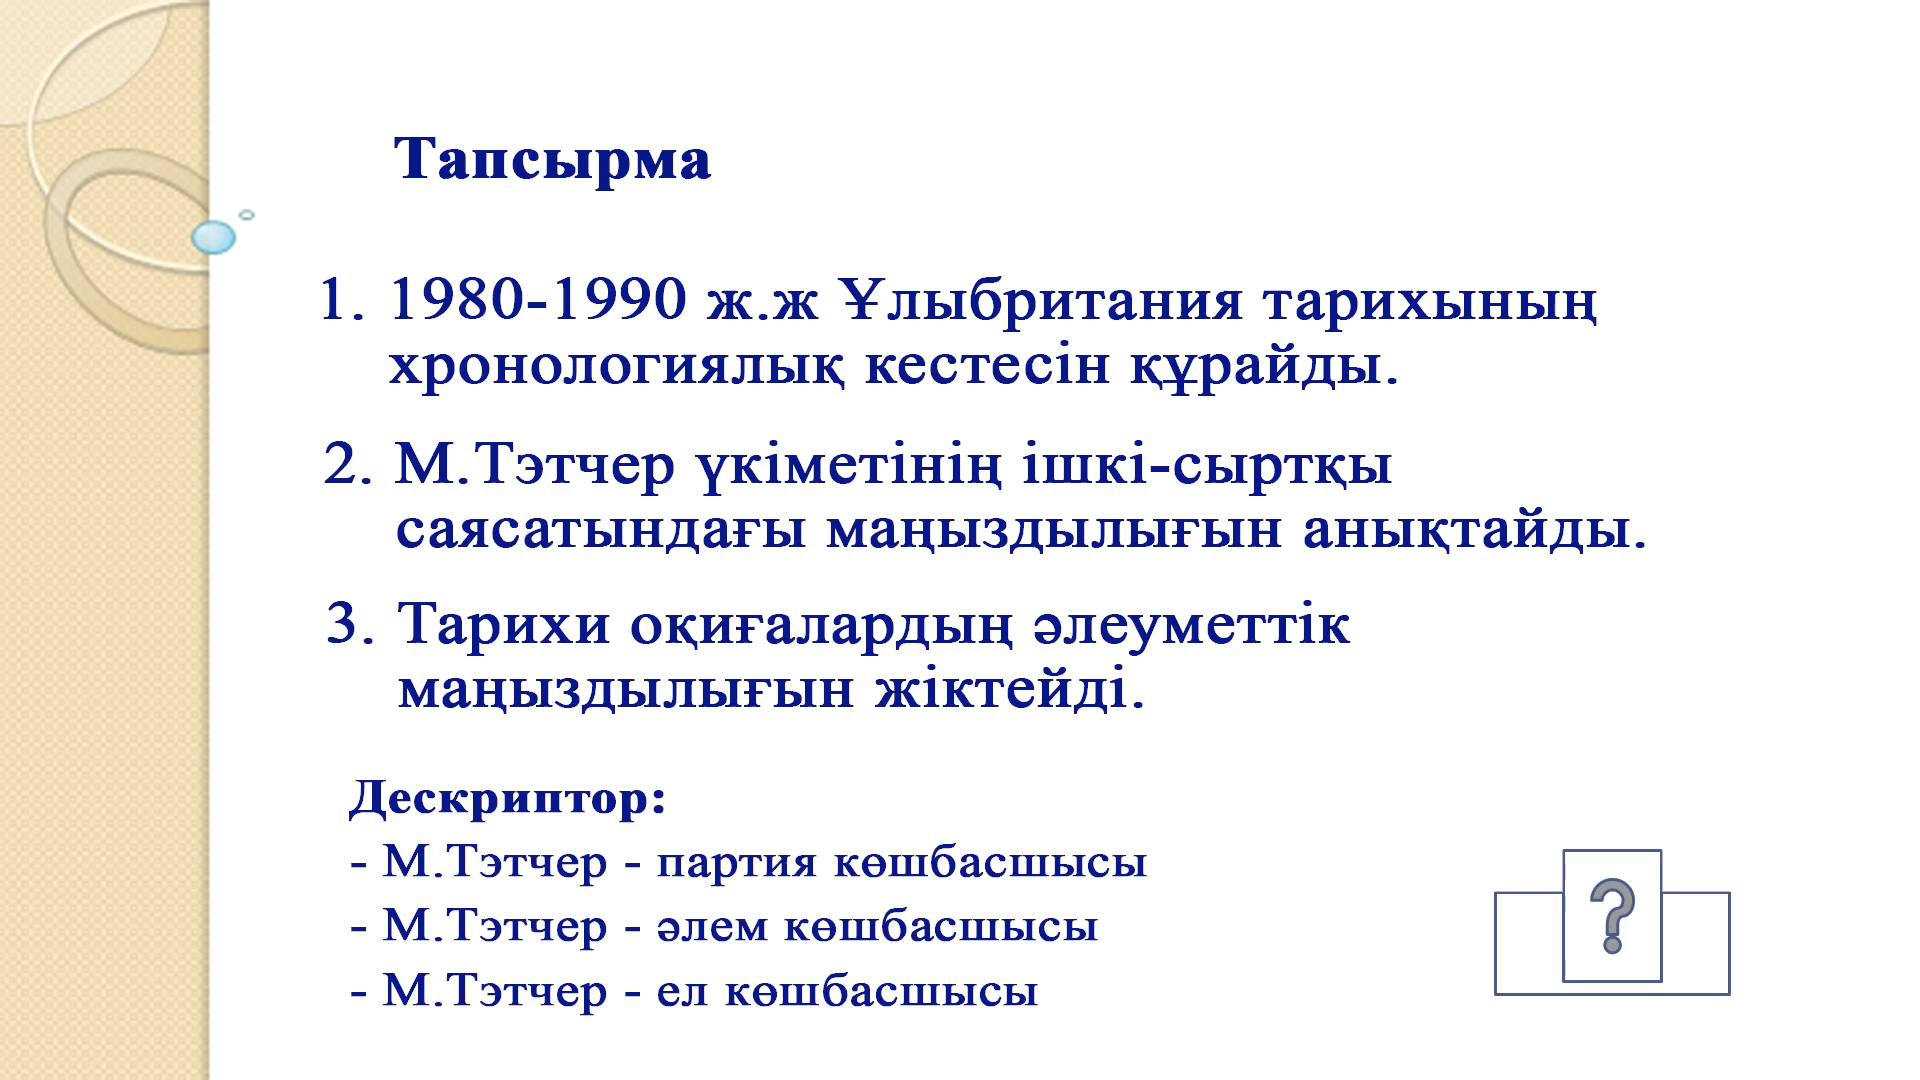 Тапсырма
1. 1980-1990 ж.ж Ұлыбритания тарихының
хронологиялық кестесін құрайды.
2. М.Тэтчер үкіметінің ішкі-сыртқы
саясатындағы маңыздылығын анықтайды.
3. Тарихи оқиғалардың әлеуметтік
маңыздылығын жіктейді.
Дескриптор:
- М.Тэтчер - партия көшбасшысы
- М.Тэтчер - әлем көшбасшысы
- М.Тэтчер - ел көшбасшысы
?